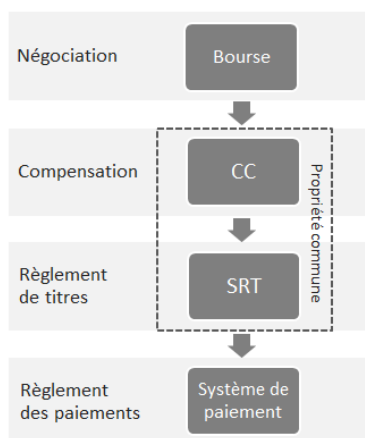 Négociation
Bourse
Compensation
CC
Propriété commune
Règlement
de titres
SRT
Règlement
des paiements
Système de
paiement